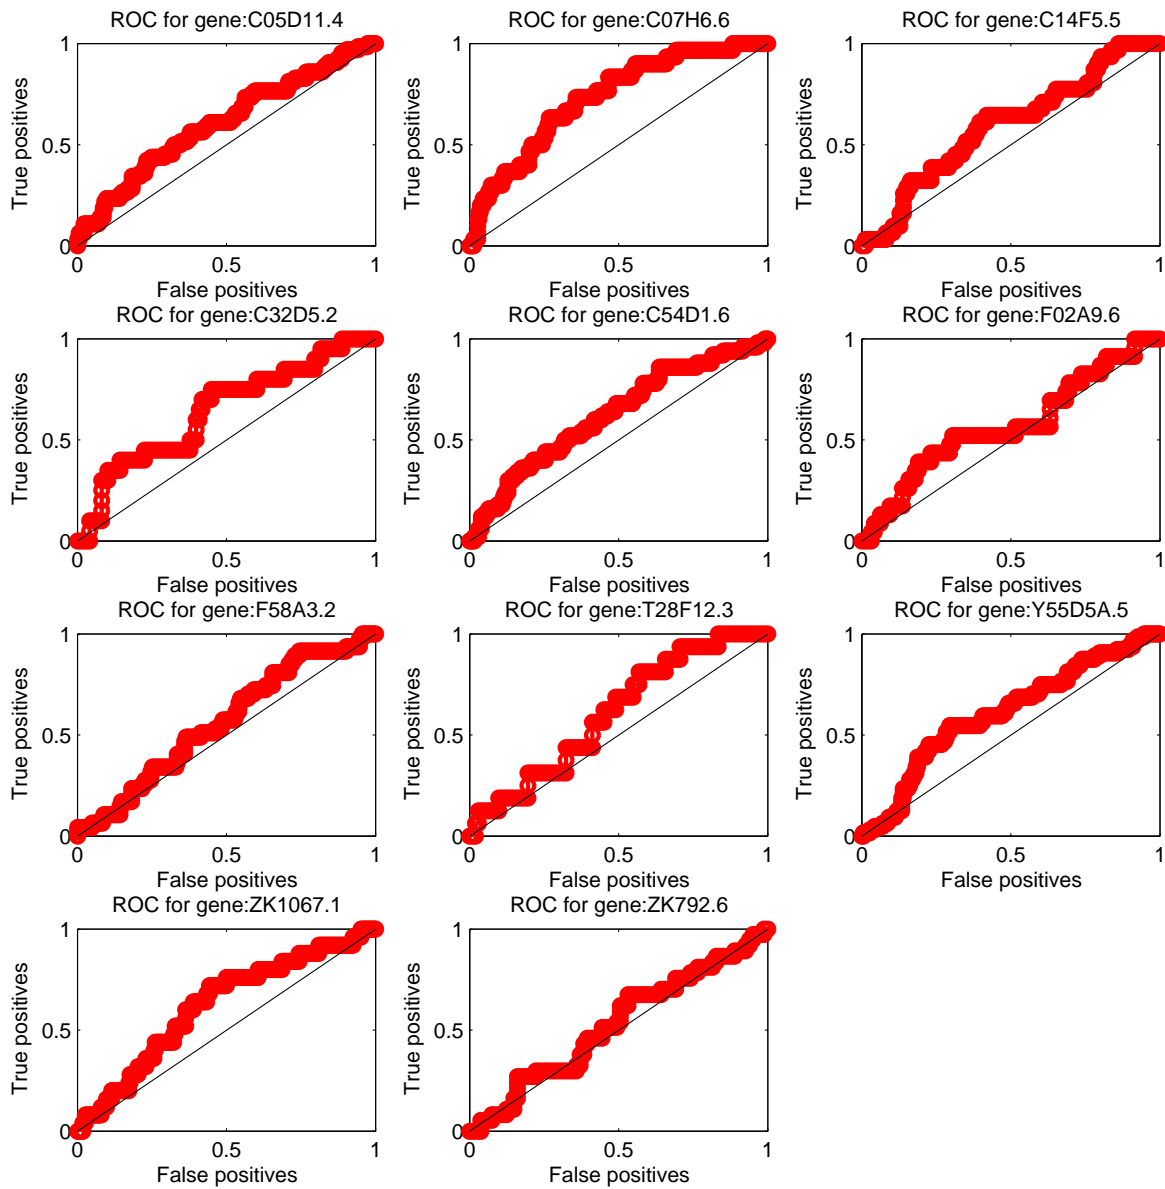 ROC for gene:C05D11.4
1
0.5
0
0
0.5
1
True positives
False positives
ROC for gene:C07H6.6
1
0.5
0
0
0.5
1
True positives
False positives
ROC for gene:C14F5.5
1
0.5
0
0
0.5
1
True positives
False positives
ROC for gene:C32D5.2
1
0.5
0
0
0.5
1
True positives
False positives
ROC for gene:C54D1.6
1
0.5
0
0
0.5
1
True positives
False positives
ROC for gene:F02A9.6
1
0.5
0
0
0.5
1
True positives
False positives
ROC for gene:F58A3.2
1
0.5
0
0
0.5
1
True positives
False positives
ROC for gene:T28F12.3
1
0.5
0
0
0.5
1
True positives
False positives
ROC for gene:Y55D5A.5
1
0.5
0
0
0.5
1
True positives
False positives
ROC for gene:ZK1067.1
1
0.5
0
0
0.5
1
True positives
False positives
ROC for gene:ZK792.6
1
0.5
0
0
0.5
1
True positives
False positives